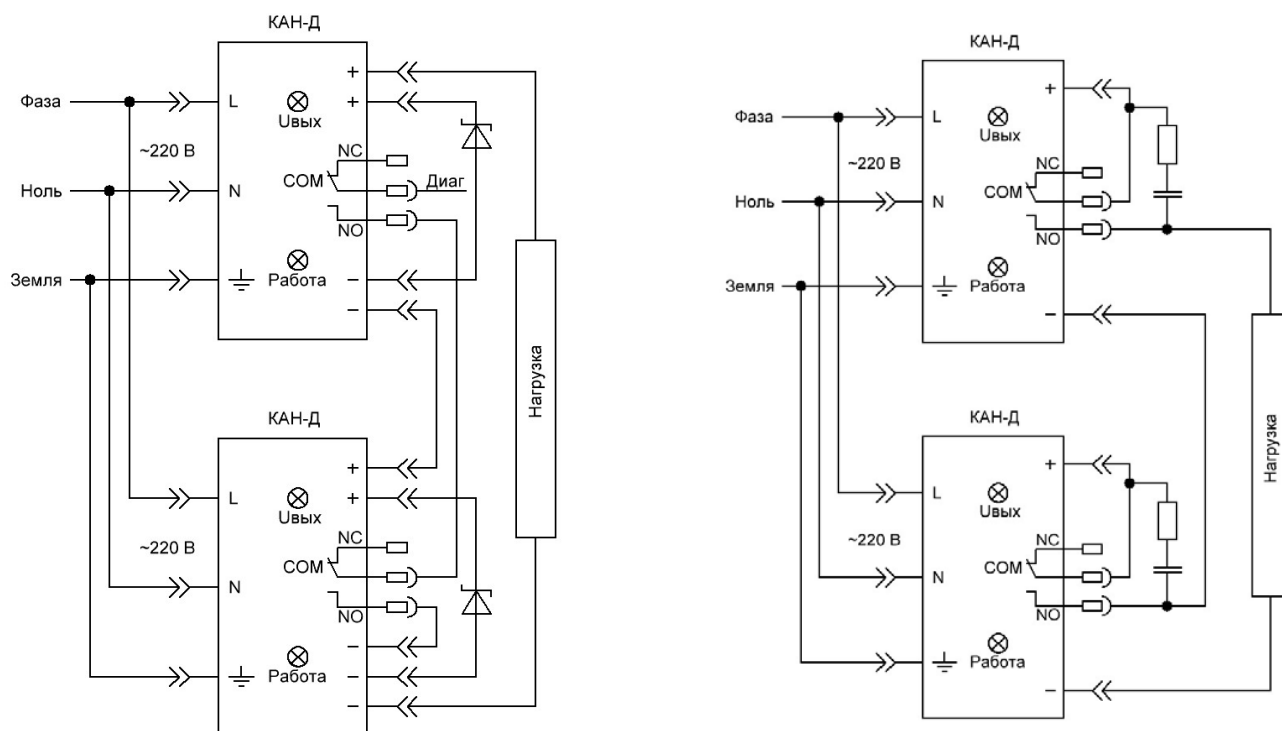 КАН-Д
+
Фаза
L
+
Uвых
~220 В
NC
COM
Диаг
Ноль
N
NO
Земля
Работа
−
−
Нагрузка
КАН-Д
+
L
+
Uвых
~220 В
NC
COM
N
NO
−
Работа
−
−
КАН-Д
+
Фаза
L
Uвых
~220 В
NC
COM
Ноль
N
NO
Земля
Работа
−
Нагрузка
КАН-Д
+
L
Uвых
~220 В
NC
COM
N
NO
Работа
−